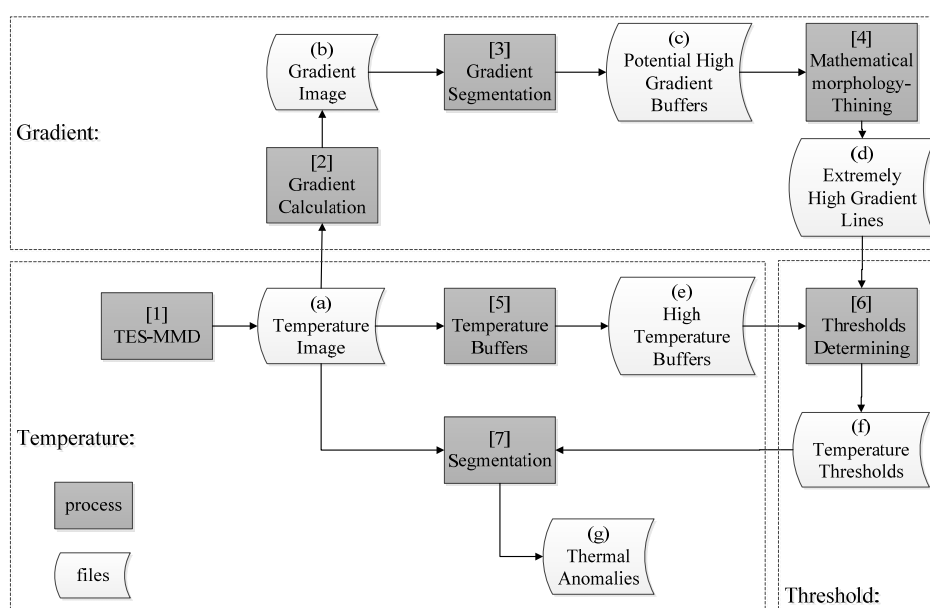 (b)
Gradient
Image
[3]
Gradient
Segmentation
(c)
Potential High
Gradient
Buffers
[4]
Mathematical
morphology-
Thining
Gradient:
[2]
Gradient
Calculation
(d)
Extremely
High Gradient
Lines
[1]
TES-MMD
(a)
Temperature
Image
[5]
Temperature
Buffers
(e)
High
Temperature
Buffers
[6]
Thresholds
Determining
Temperature:
[7]
Segmentation
(f)
Temperature
Thresholds
process
(g)
Thermal
Anomalies
files
Threshold: